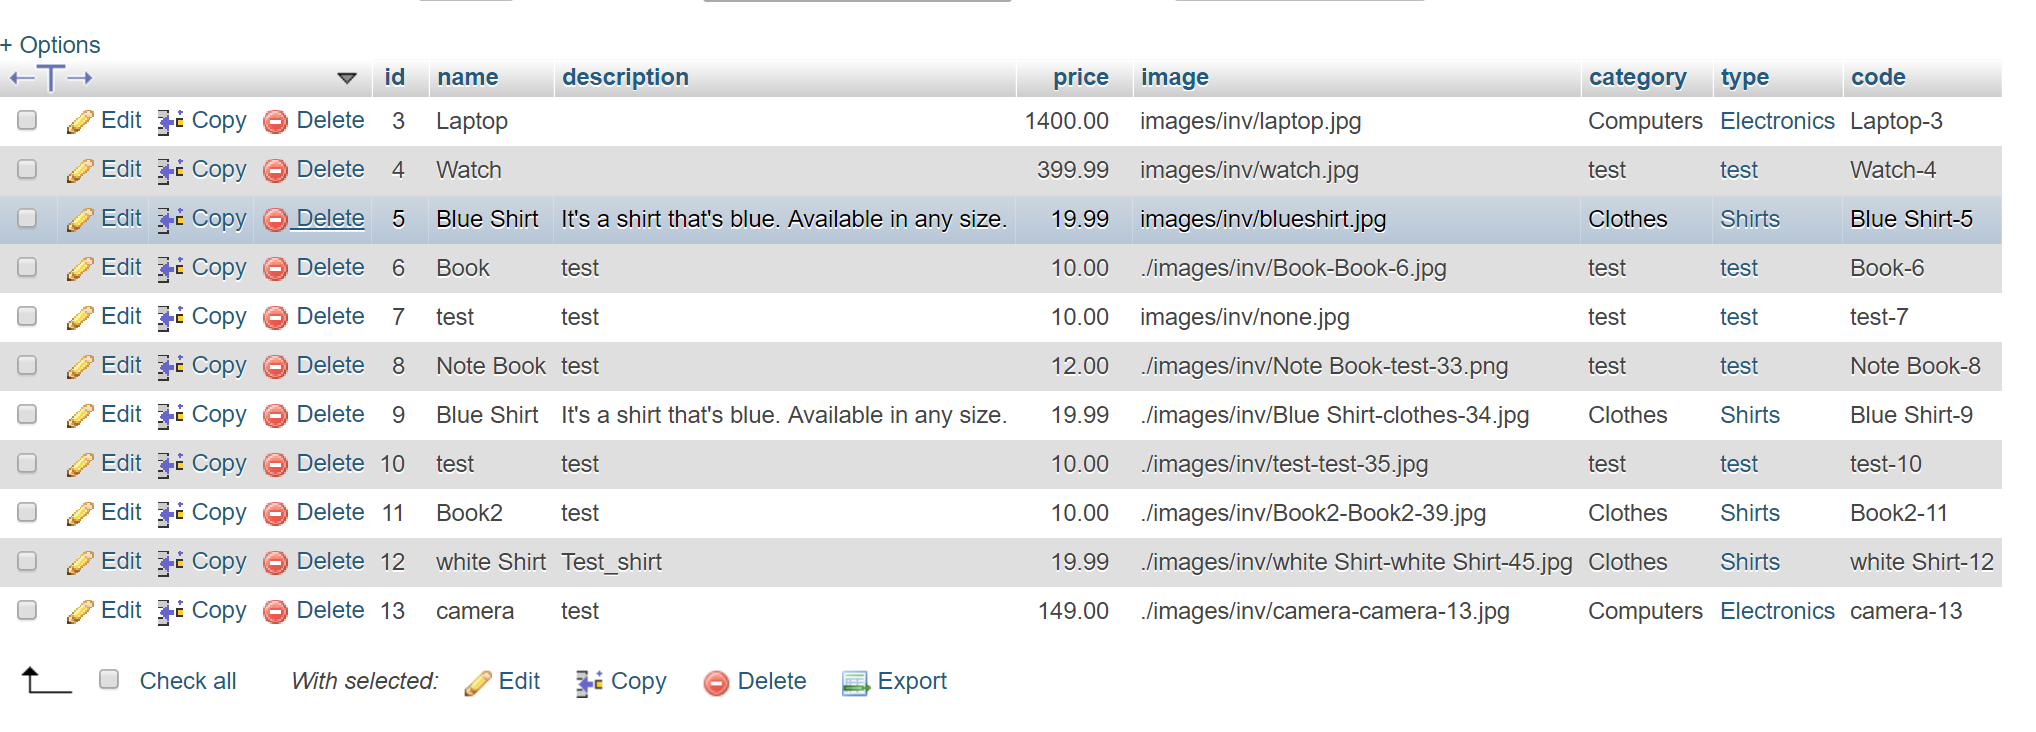 + Options
id name description price image category type code
Edit Copy Delete 3 Laptop 1400.00 images/inv/laptop.jpg Computers Electronics Laptop-3
Edit Copy Delete 4 Watch 399.99 images/inv/watch.jpg test test Watch-4
Edit Copy Delete 5 Blue Shirt It's a shirt that's blue. Available in any size. 19.99 images/inv/blueshirt.jpg Clothes Shirts Blue Shirt-5
Edit Copy Delete 6 Book test 10.00 ./images/inv/Book-Book-6.jpg test test Book-6
Edit Copy Delete 7 test test 10.00 images/inv/none.jpg test test test-7
Edit Copy Delete 8 Note Book test 12.00 ./images/inv/Note Book-test-33.png test test Note Book-8
Edit Copy Delete 9 Blue Shirt It's a shirt that's blue. Available in any size. 19.99 ./images/inv/Blue Shirt-clothes-34.jpg Clothes Shirts Blue Shirt-9
Edit Copy Delete 10 test test 10.00 ./images/inv/test-test-35.jpg test test test-10
Edit Copy Delete 11 Book2 test 10.00 ./images/inv/Book2-Book2-39.jpg Clothes Shirts Book2-11
Edit Copy Delete 12 white Shirt Test_shirt 19.99 ./images/inv/white Shirt-white Shirt-45.jpg Clothes Shirts white Shirt-12
Edit Copy Delete 13 camera test 149.00 ./images/inv/camera-camera-13.jpg Computers Electronics camera-13
Check all With selected: Edit Copy Delete Export